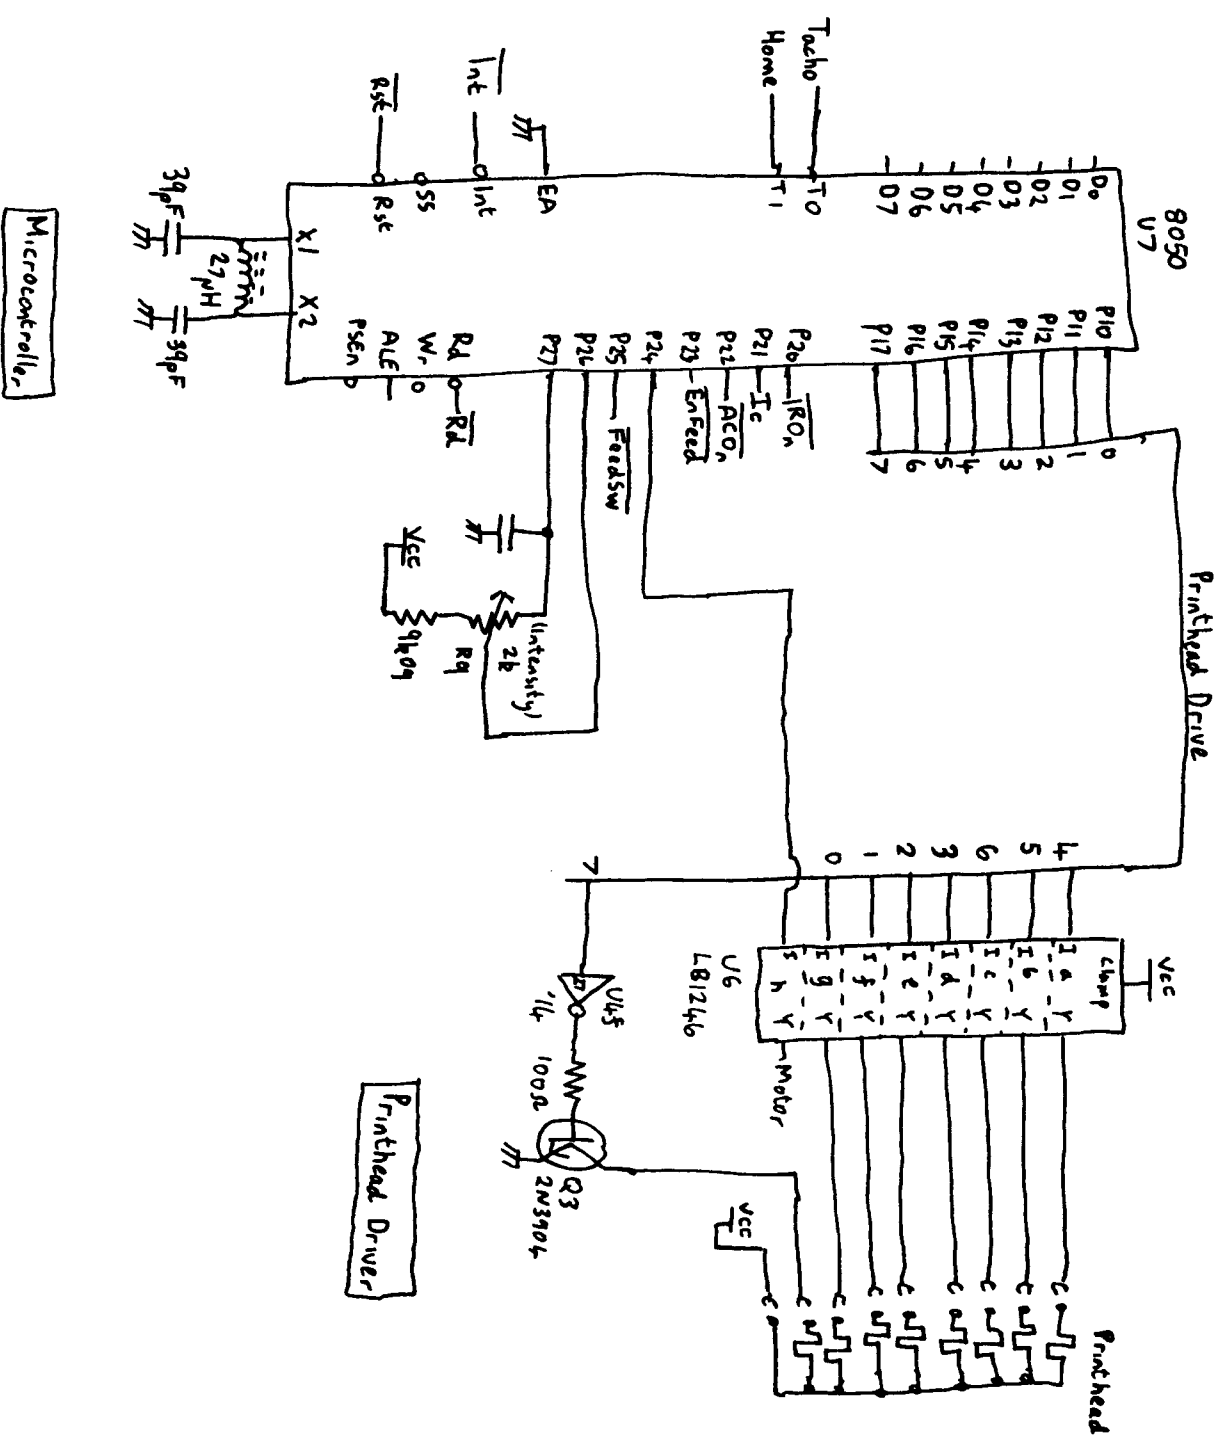 8050
U7
D0
D1
D2
D3
D4
D5
D6
D7
T0
T1
Tacho
Home
EA
Int
Int
SS
Rst
Rst
X1
X2
39pF
27µH
39pF
P10
P11
P12
P13
P14
P15
P16
P17
0
1
2
3
4
5
6
7
P20
P21
P22
P23
P24
P25
P26
P27
IROn
Ic
ACOn
EnFeed
FeedSw
Rd
Rd
Wr
ALE
PSEn
Vcc
9k09
R9
2k
'Intensity'
Microcontroller
Printhead Drive
4
5
6
3
2
1
0
7
Vcc
Clamp
I a Y
I b Y
I c Y
I d Y
I e Y
I f Y
I g Y
I h Y
U6
LB1246
Motor
U4f
'14
100Ω
Q3
2N3904
Vcc
Printhead
Printhead Driver